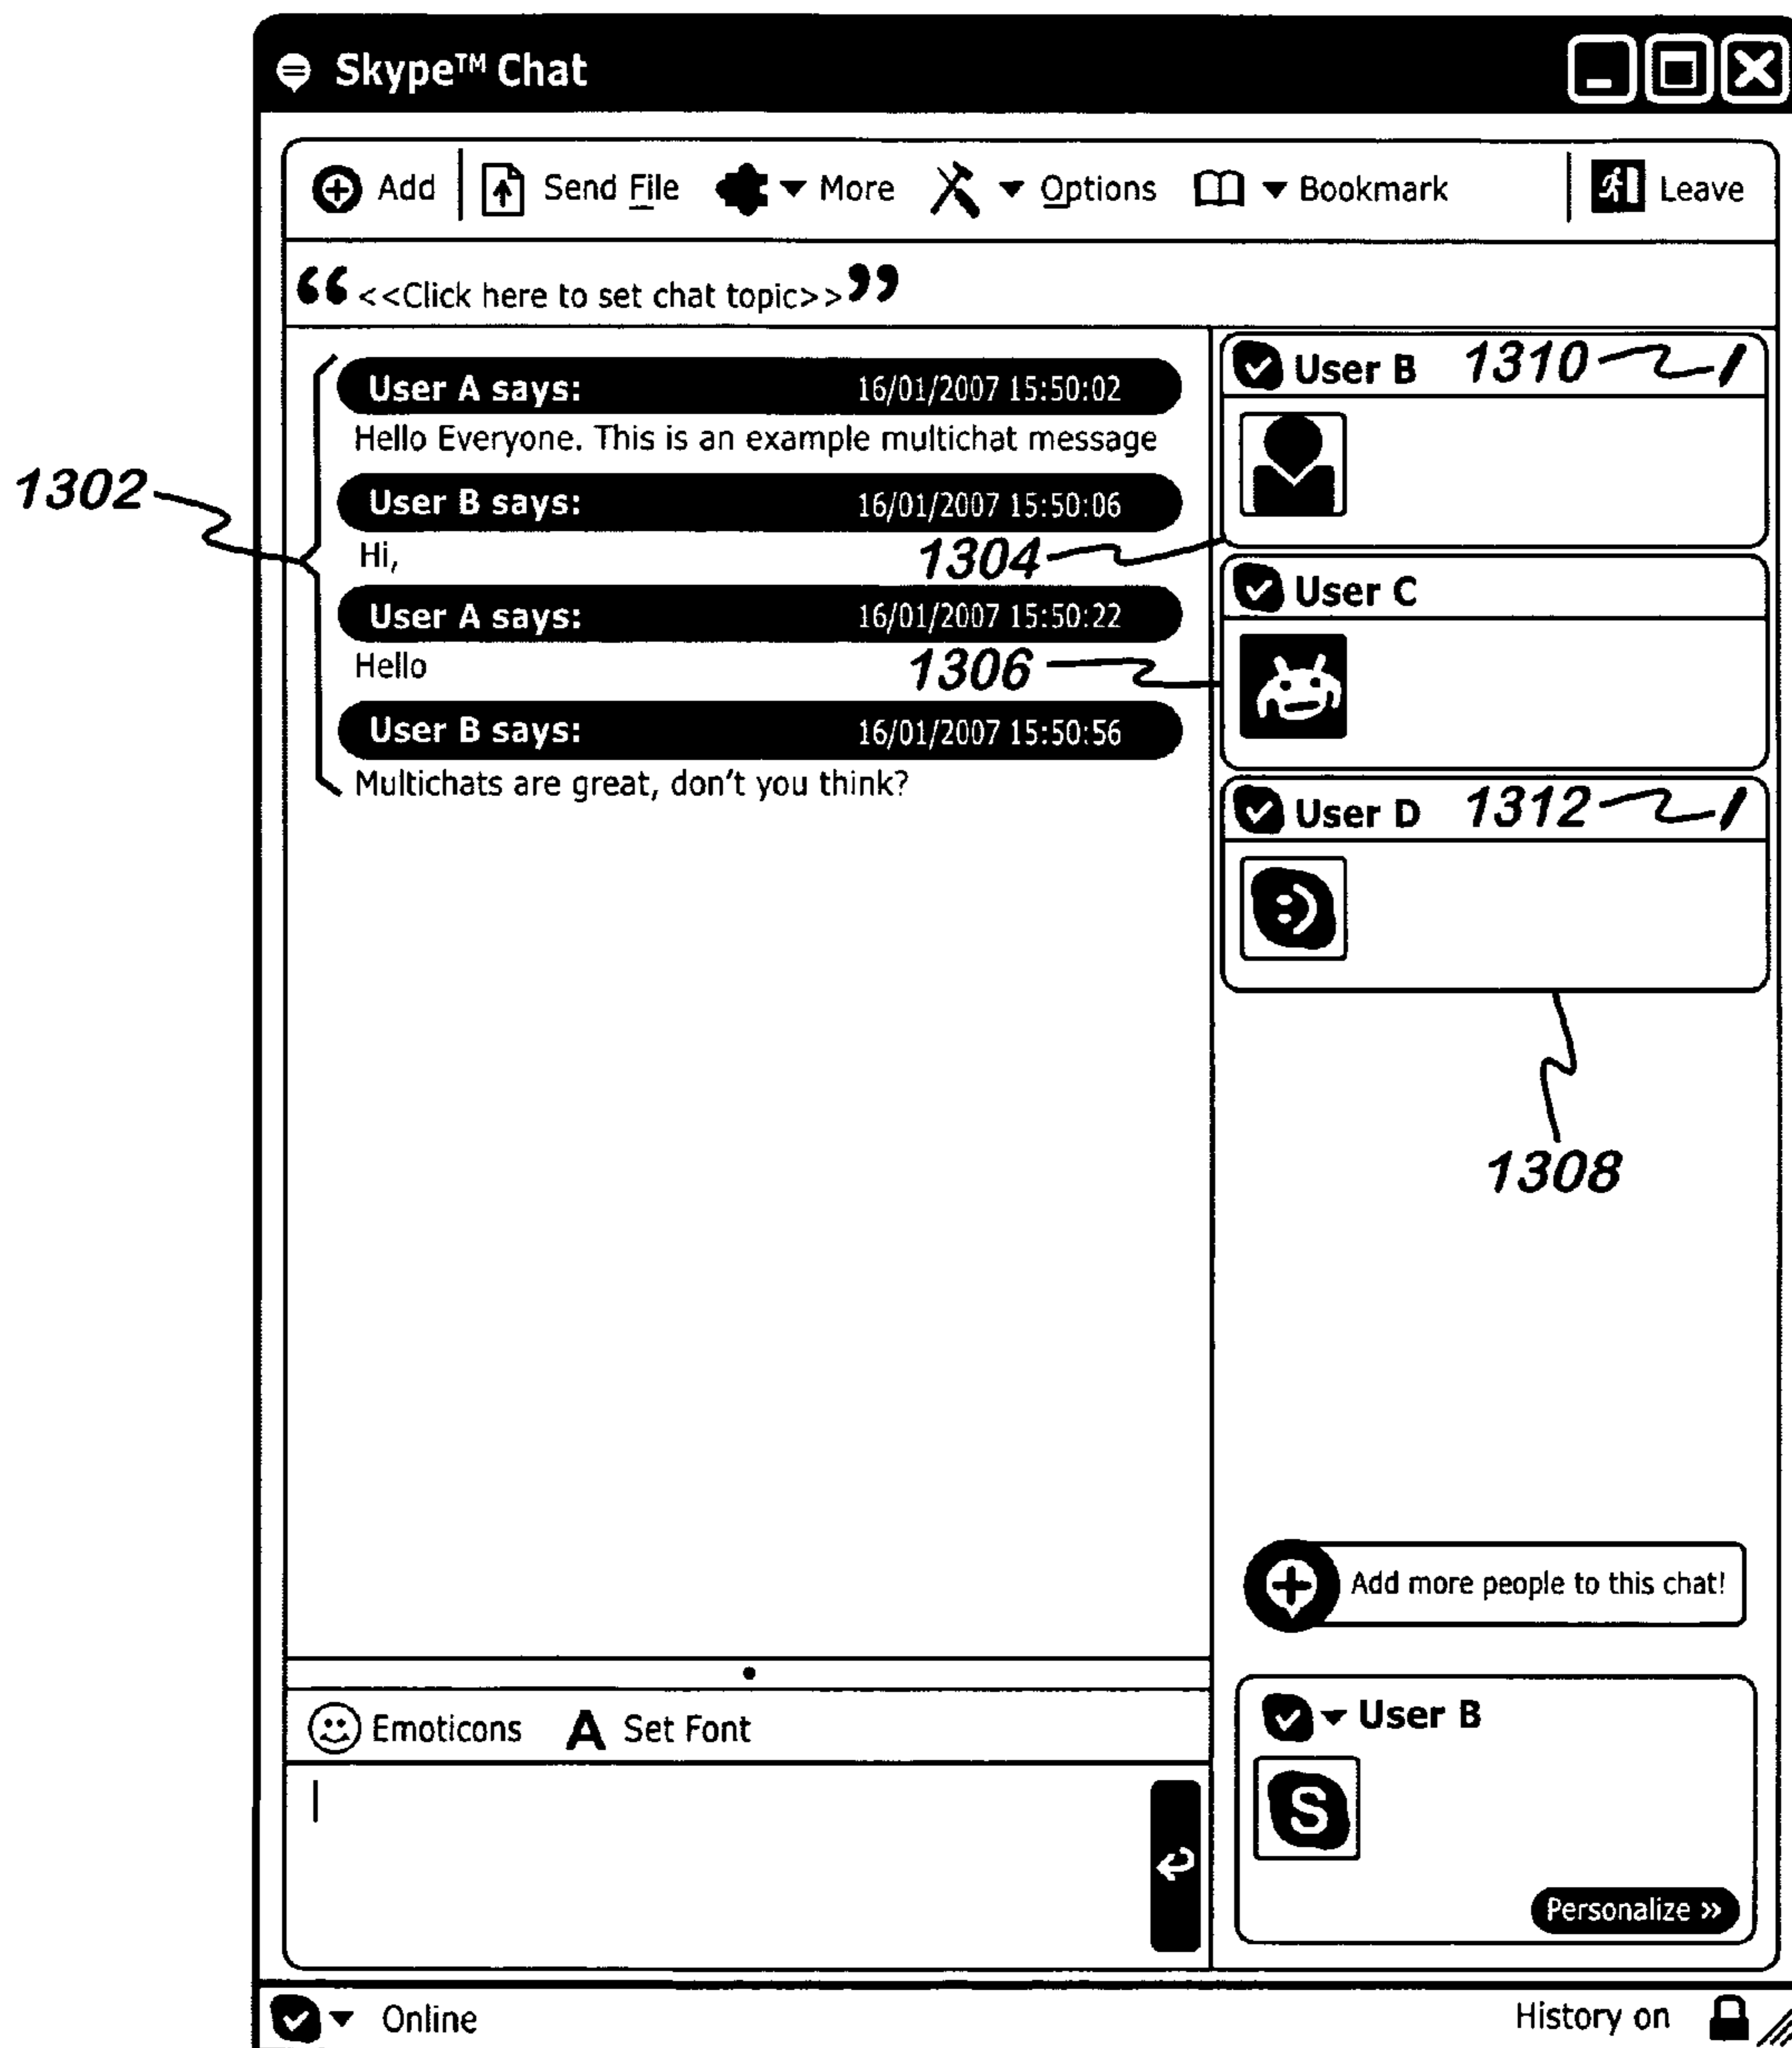 Skype™ Chat
Add Send File More Options Bookmark Leave
“ <<Click here to set chat topic>> ”
User A says: 16/01/2007 15:50:02
Hello Everyone. This is an example multichat message
User B says: 16/01/2007 15:50:06
Hi,
User A says: 16/01/2007 15:50:22
Hello
User B says: 16/01/2007 15:50:56
Multichats are great, don't you think?
1302
User B 1310
1304
User C
1306
User D 1312
1308
Add more people to this chat!
Emoticons A Set Font
User B
S
Personalize »
Online
History on